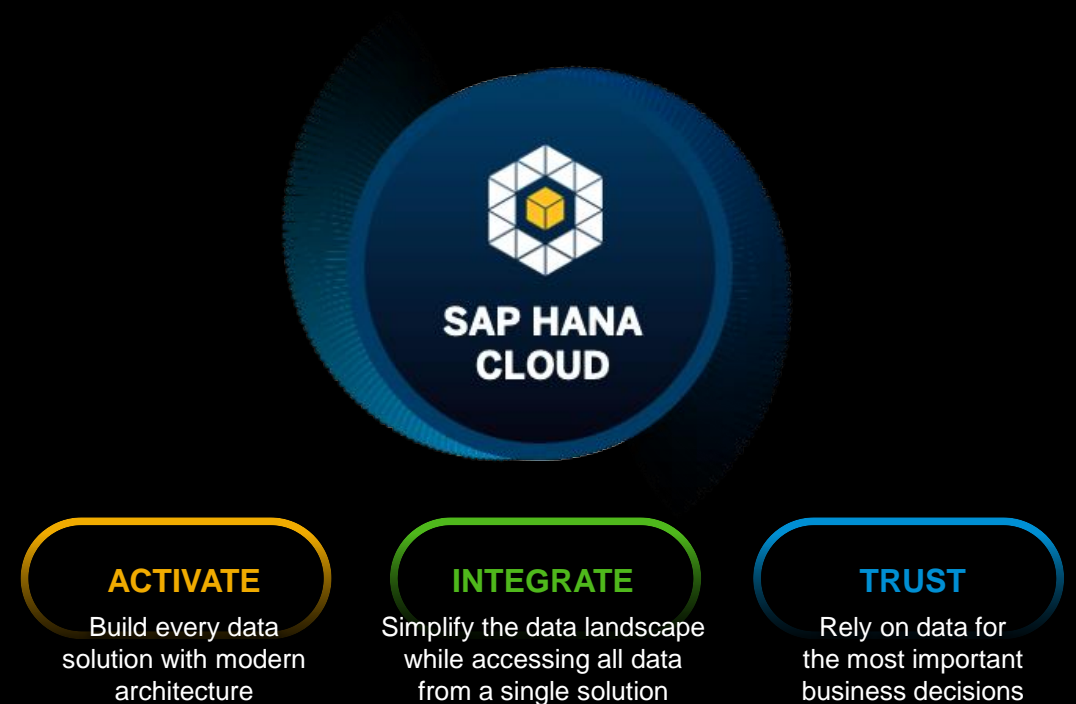 SAP HANA
CLOUD
ACTIVATE
Build every data
solution with modern
architecture
INTEGRATE
Simplify the data landscape
while accessing all data
from a single solution
TRUST
Rely on data for
the most important
business decisions